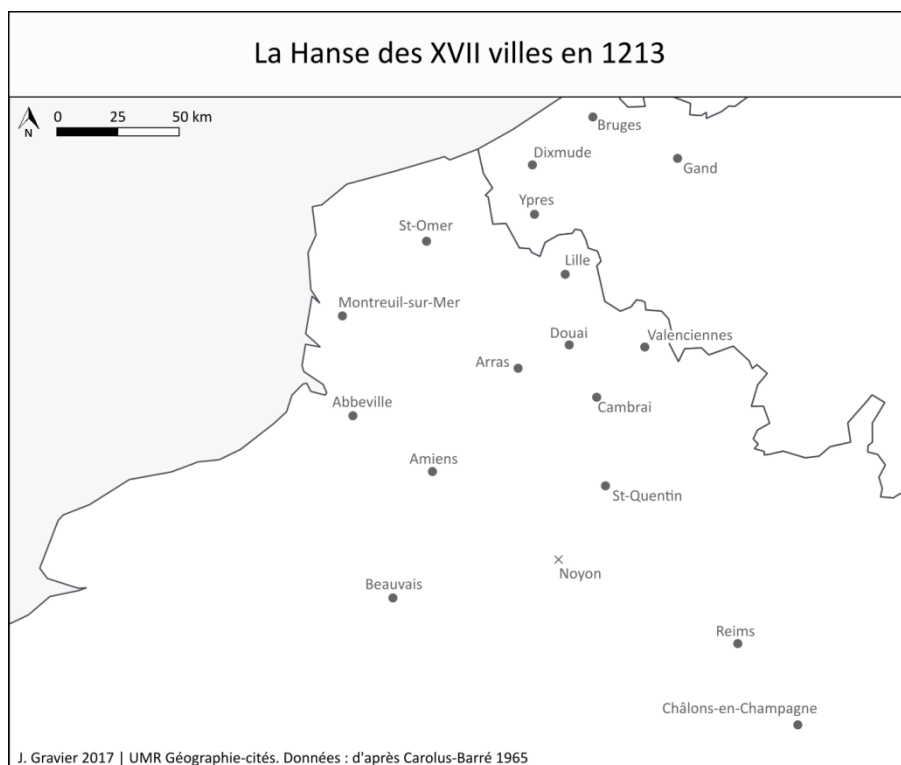 La Hanse des XVII villes en 1213
0 25 50 km
N
Bruges
Dixmude
Gand
Ypres
St-Omer
Lille
Montreuil-sur-Mer
Douai
Valenciennes
Arras
Abbeville
Cambrai
Amiens
St-Quentin
Noyon
Beauvais
Reims
Châlons-en-Champagne
J. Gravier 2017 | UMR Géographie-cités. Données : d'après Carolus-Barré 1965